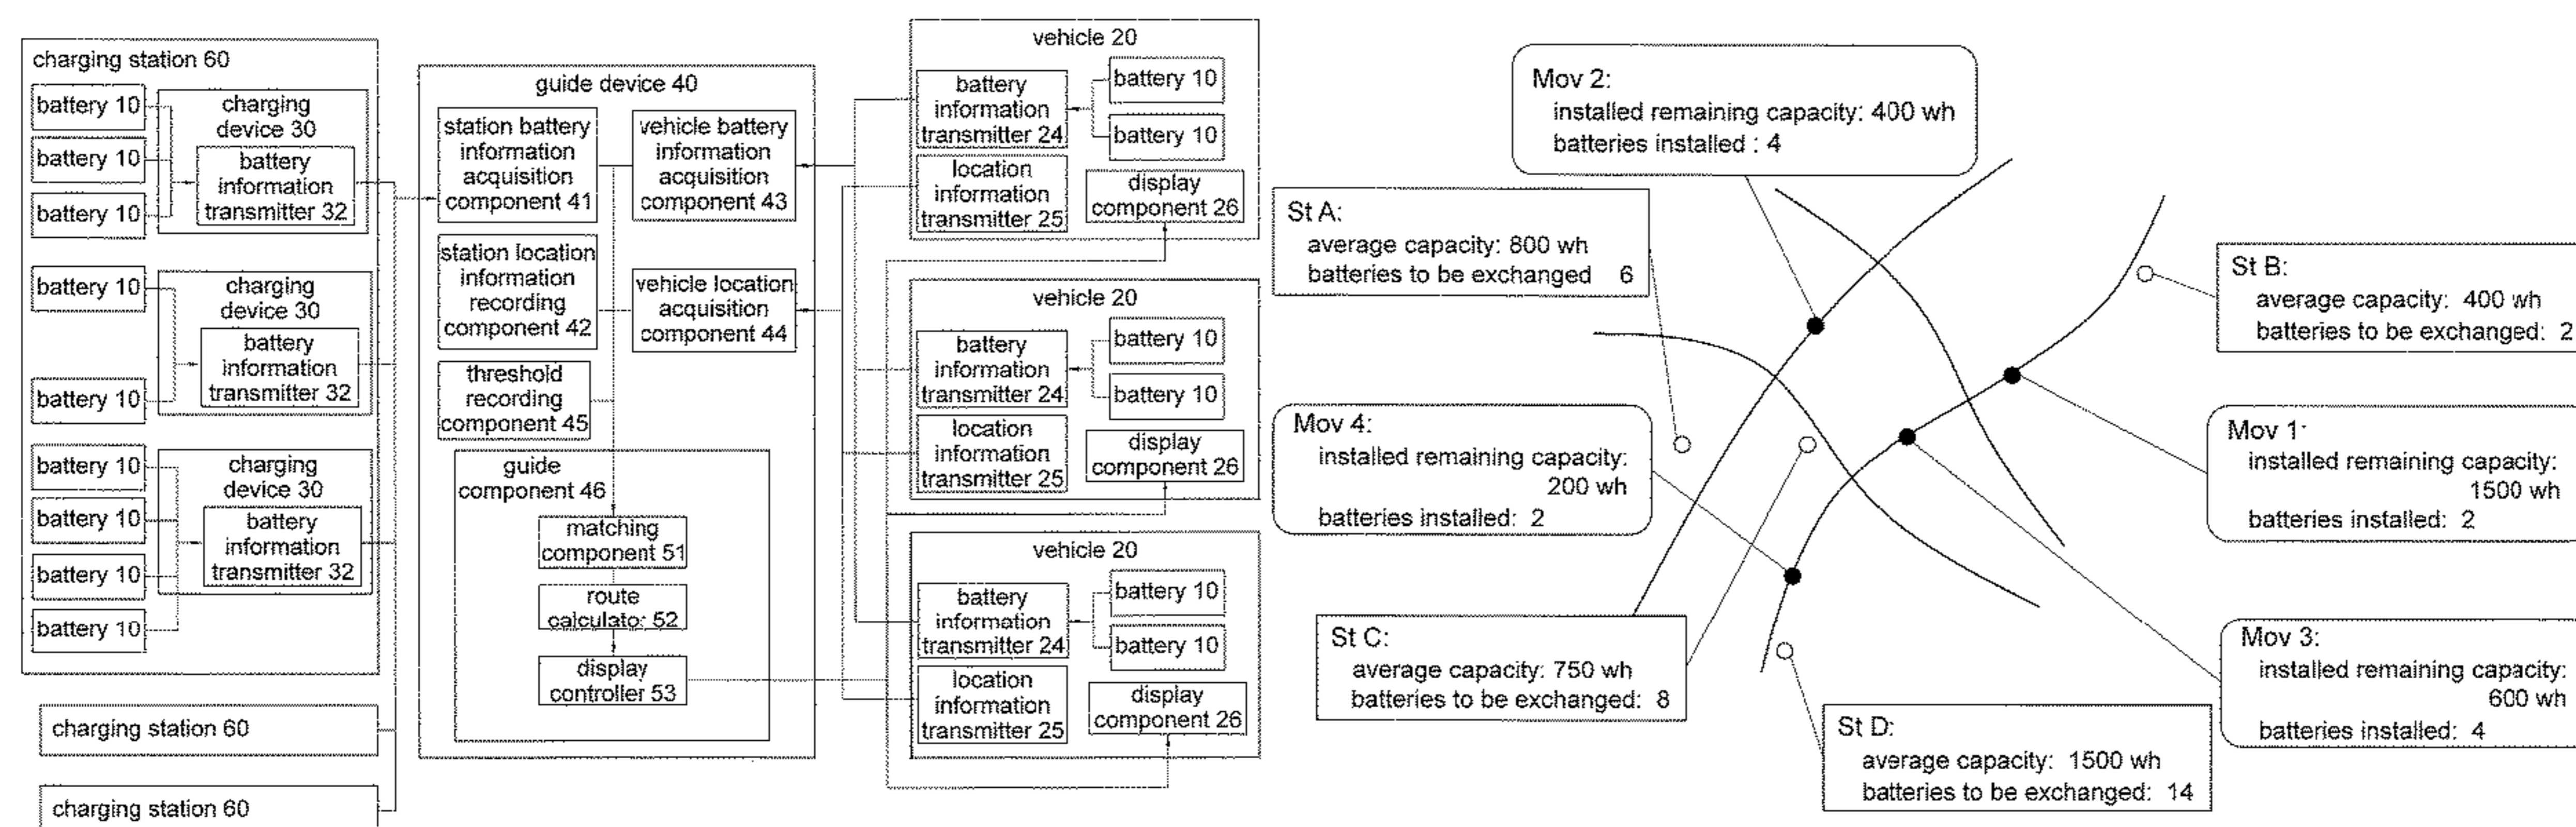 charging station 60
battery 10
battery 10
battery 10
charging
device 30
battery
information
transmitter 32
battery 10
battery 10
charging
device 30
battery
information
transmitter 32
battery 10
battery 10
battery 10
battery 10
charging
device 30
battery
information
transmitter 32
charging station 60
charging station 60
guide device 40
station battery
information
acquisition
component 41
vehicle battery
information
acquisition
component 43
station location
information
recording
component 42
vehicle location
acquisition
component 44
threshold
recording
component 45
guide
component 46
matching
component 51
route
calculator 52
display
controller 53
vehicle 20
battery
information
transmitter 24
battery 10
battery 10
location
information
transmitter 25
display
component 26
vehicle 20
battery
information
transmitter 24
battery 10
battery 10
location
information
transmitter 25
display
component 26
vehicle 20
battery
information
transmitter 24
battery 10
battery 10
location
information
transmitter 25
display
component 26
Mov 2:
installed remaining capacity: 400 wh
batteries installed : 4
St A:
average capacity: 800 wh
batteries to be exchanged 6
St B:
average capacity: 400 wh
batteries to be exchanged: 2
Mov 4:
installed remaining capacity:
200 wh
batteries installed: 2
Mov 1:
installed remaining capacity:
1500 wh
batteries installed: 2
St C:
average capacity: 750 wh
batteries to be exchanged: 8
Mov 3:
installed remaining capacity:
600 wh
batteries installed: 4
St D:
average capacity: 1500 wh
batteries to be exchanged: 14